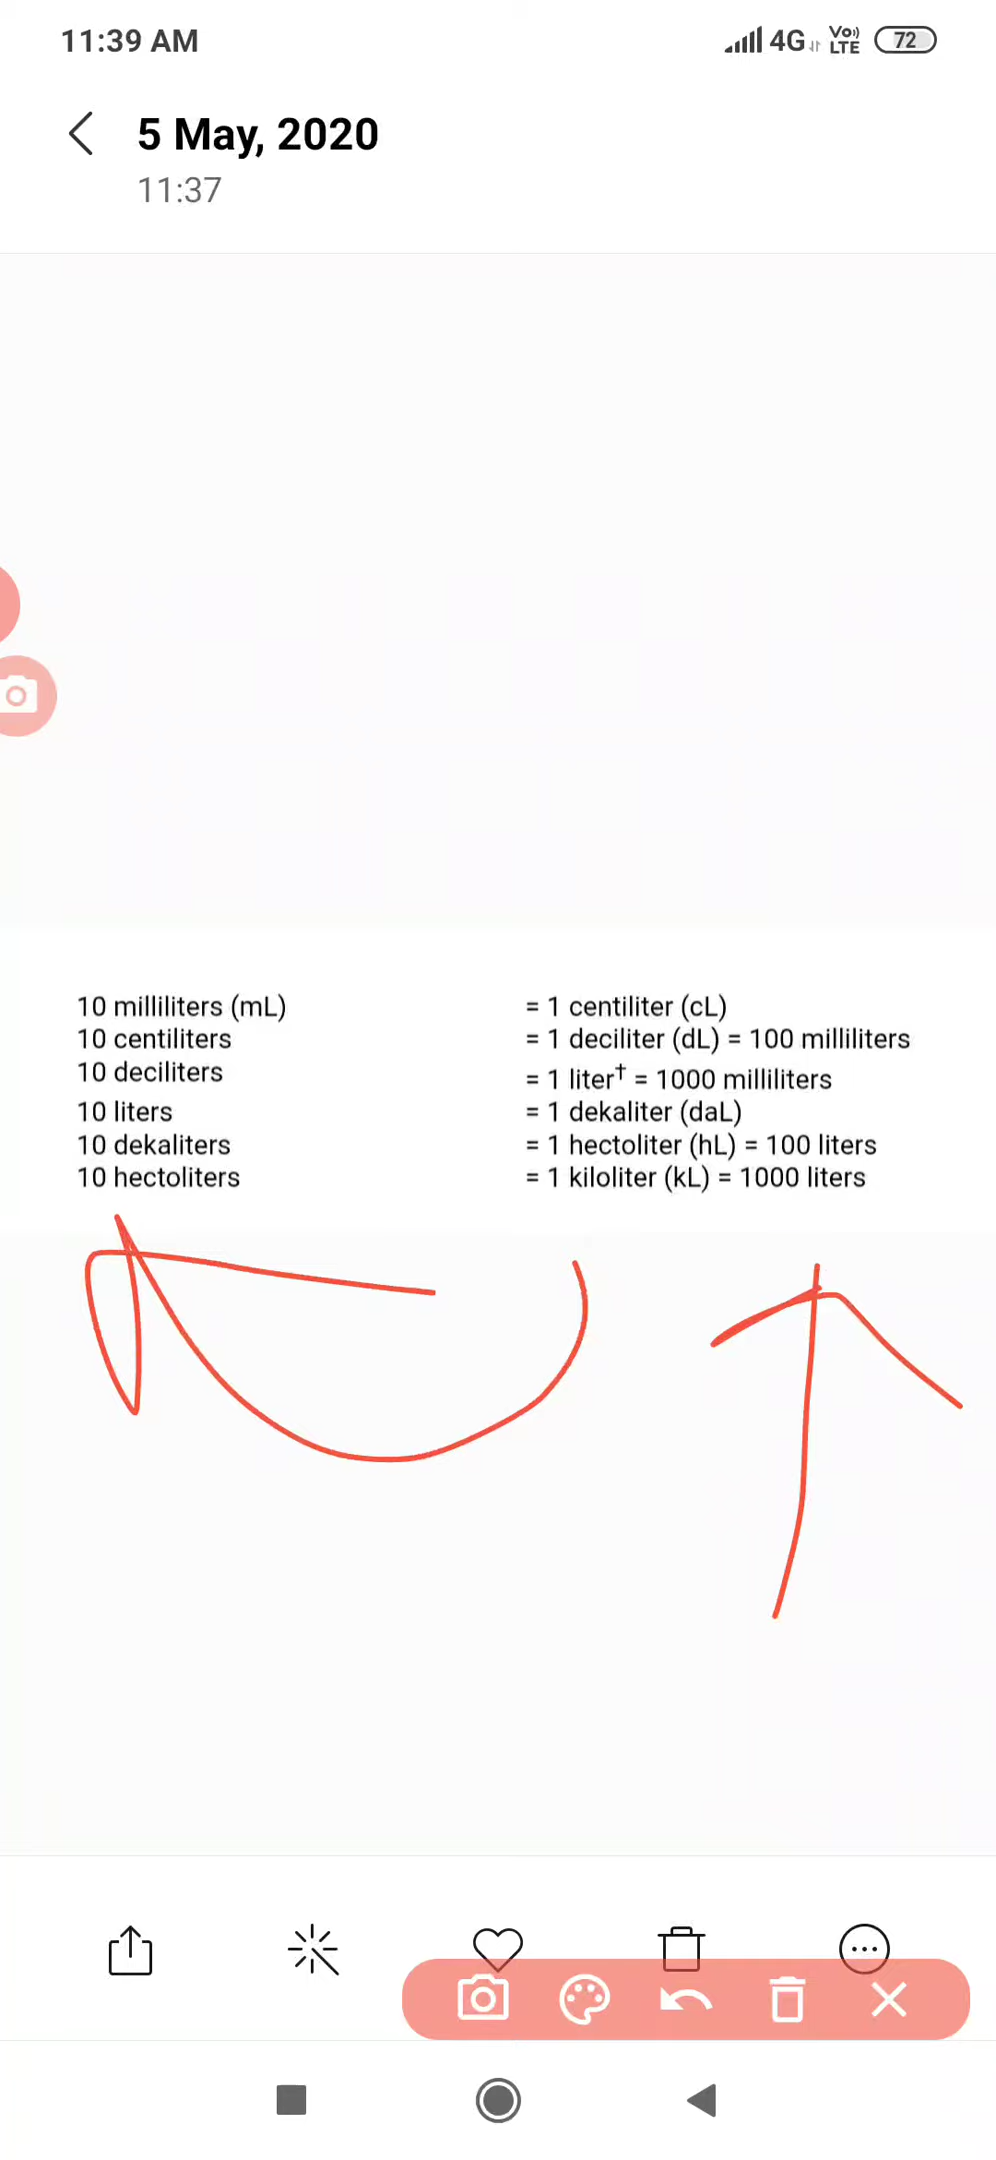 11:39 AM 4G Vo)) LTE 72
5 May, 2020
11:37
10 milliliters (mL) = 1 centiliter (cL)
10 centiliters = 1 deciliter (dL) = 100 milliliters
10 deciliters = 1 liter† = 1000 milliliters
10 liters = 1 dekaliter (daL)
10 dekaliters = 1 hectoliter (hL) = 100 liters
10 hectoliters = 1 kiloliter (kL) = 1000 liters